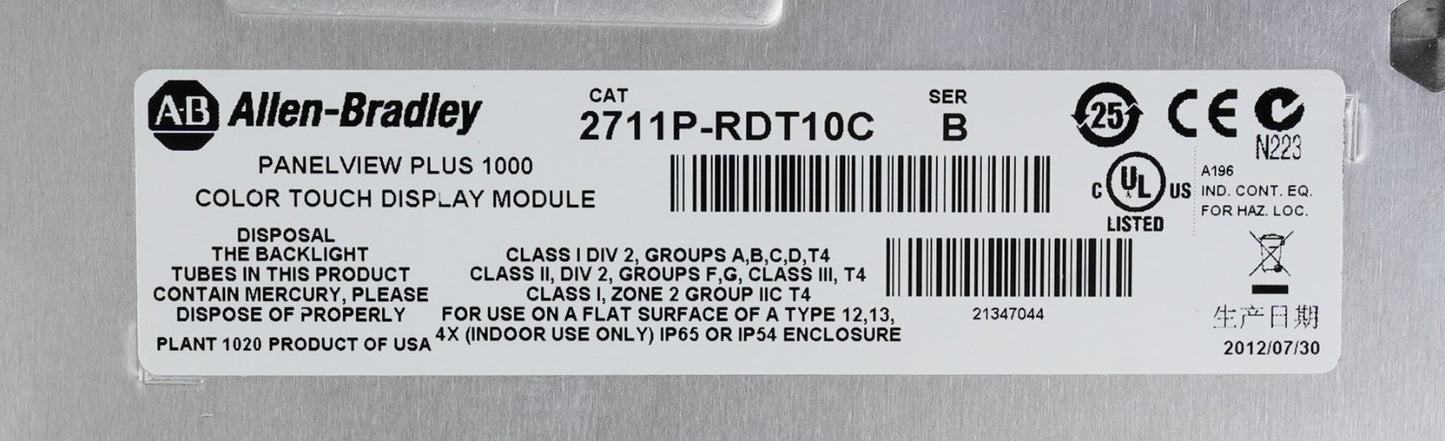 A-B Allen-Bradley
CAT
2711P-RDT10C
SER
B
25
CE
N223
PANELVIEW PLUS 1000
COLOR TOUCH DISPLAY MODULE
C UL US
LISTED
A196
IND. CONT. EQ.
FOR HAZ. LOC.
DISPOSAL
THE BACKLIGHT
TUBES IN THIS PRODUCT
CONTAIN MERCURY, PLEASE
DISPOSE OF PROPERLY
PLANT 1020 PRODUCT OF USA
CLASS I DIV 2, GROUPS A,B,C,D,T4
CLASS II, DIV 2, GROUPS F,G, CLASS III, T4
CLASS I, ZONE 2 GROUP IIC T4
FOR USE ON A FLAT SURFACE OF A TYPE 12,13,
4X (INDOOR USE ONLY) IP65 OR IP54 ENCLOSURE
21347044
生产日期
2012/07/30